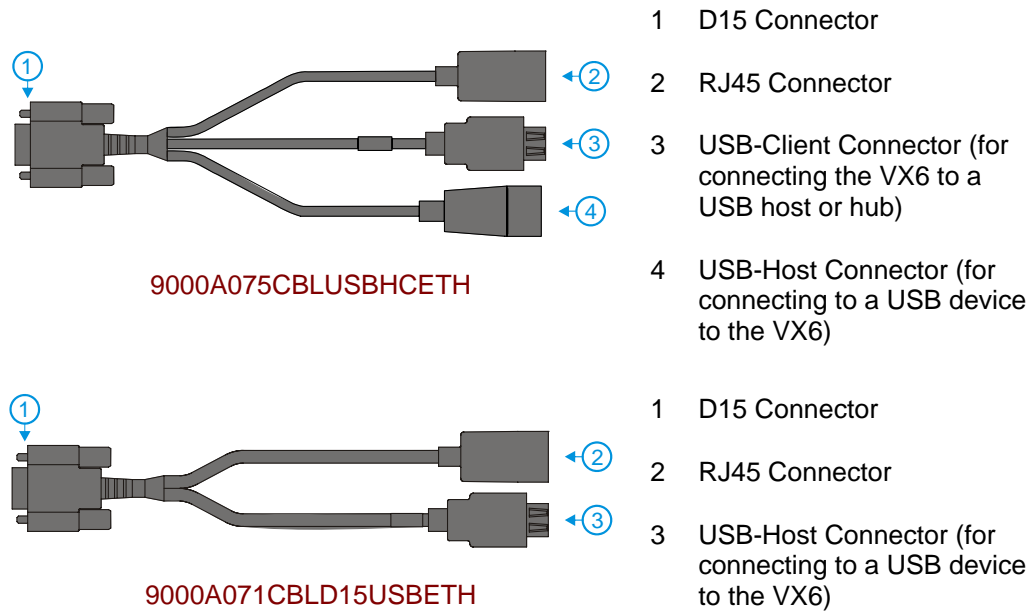 1
2
3
4
9000A075CBLUSBHCETH
1 D15 Connector
2 RJ45 Connector
3 USB-Client Connector (for
connecting the VX6 to a
USB host or hub)
4 USB-Host Connector (for
connecting to a USB device
to the VX6)
1
2
3
9000A071CBLD15USBETH
1 D15 Connector
2 RJ45 Connector
3 USB-Host Connector (for
connecting to a USB device
to the VX6)